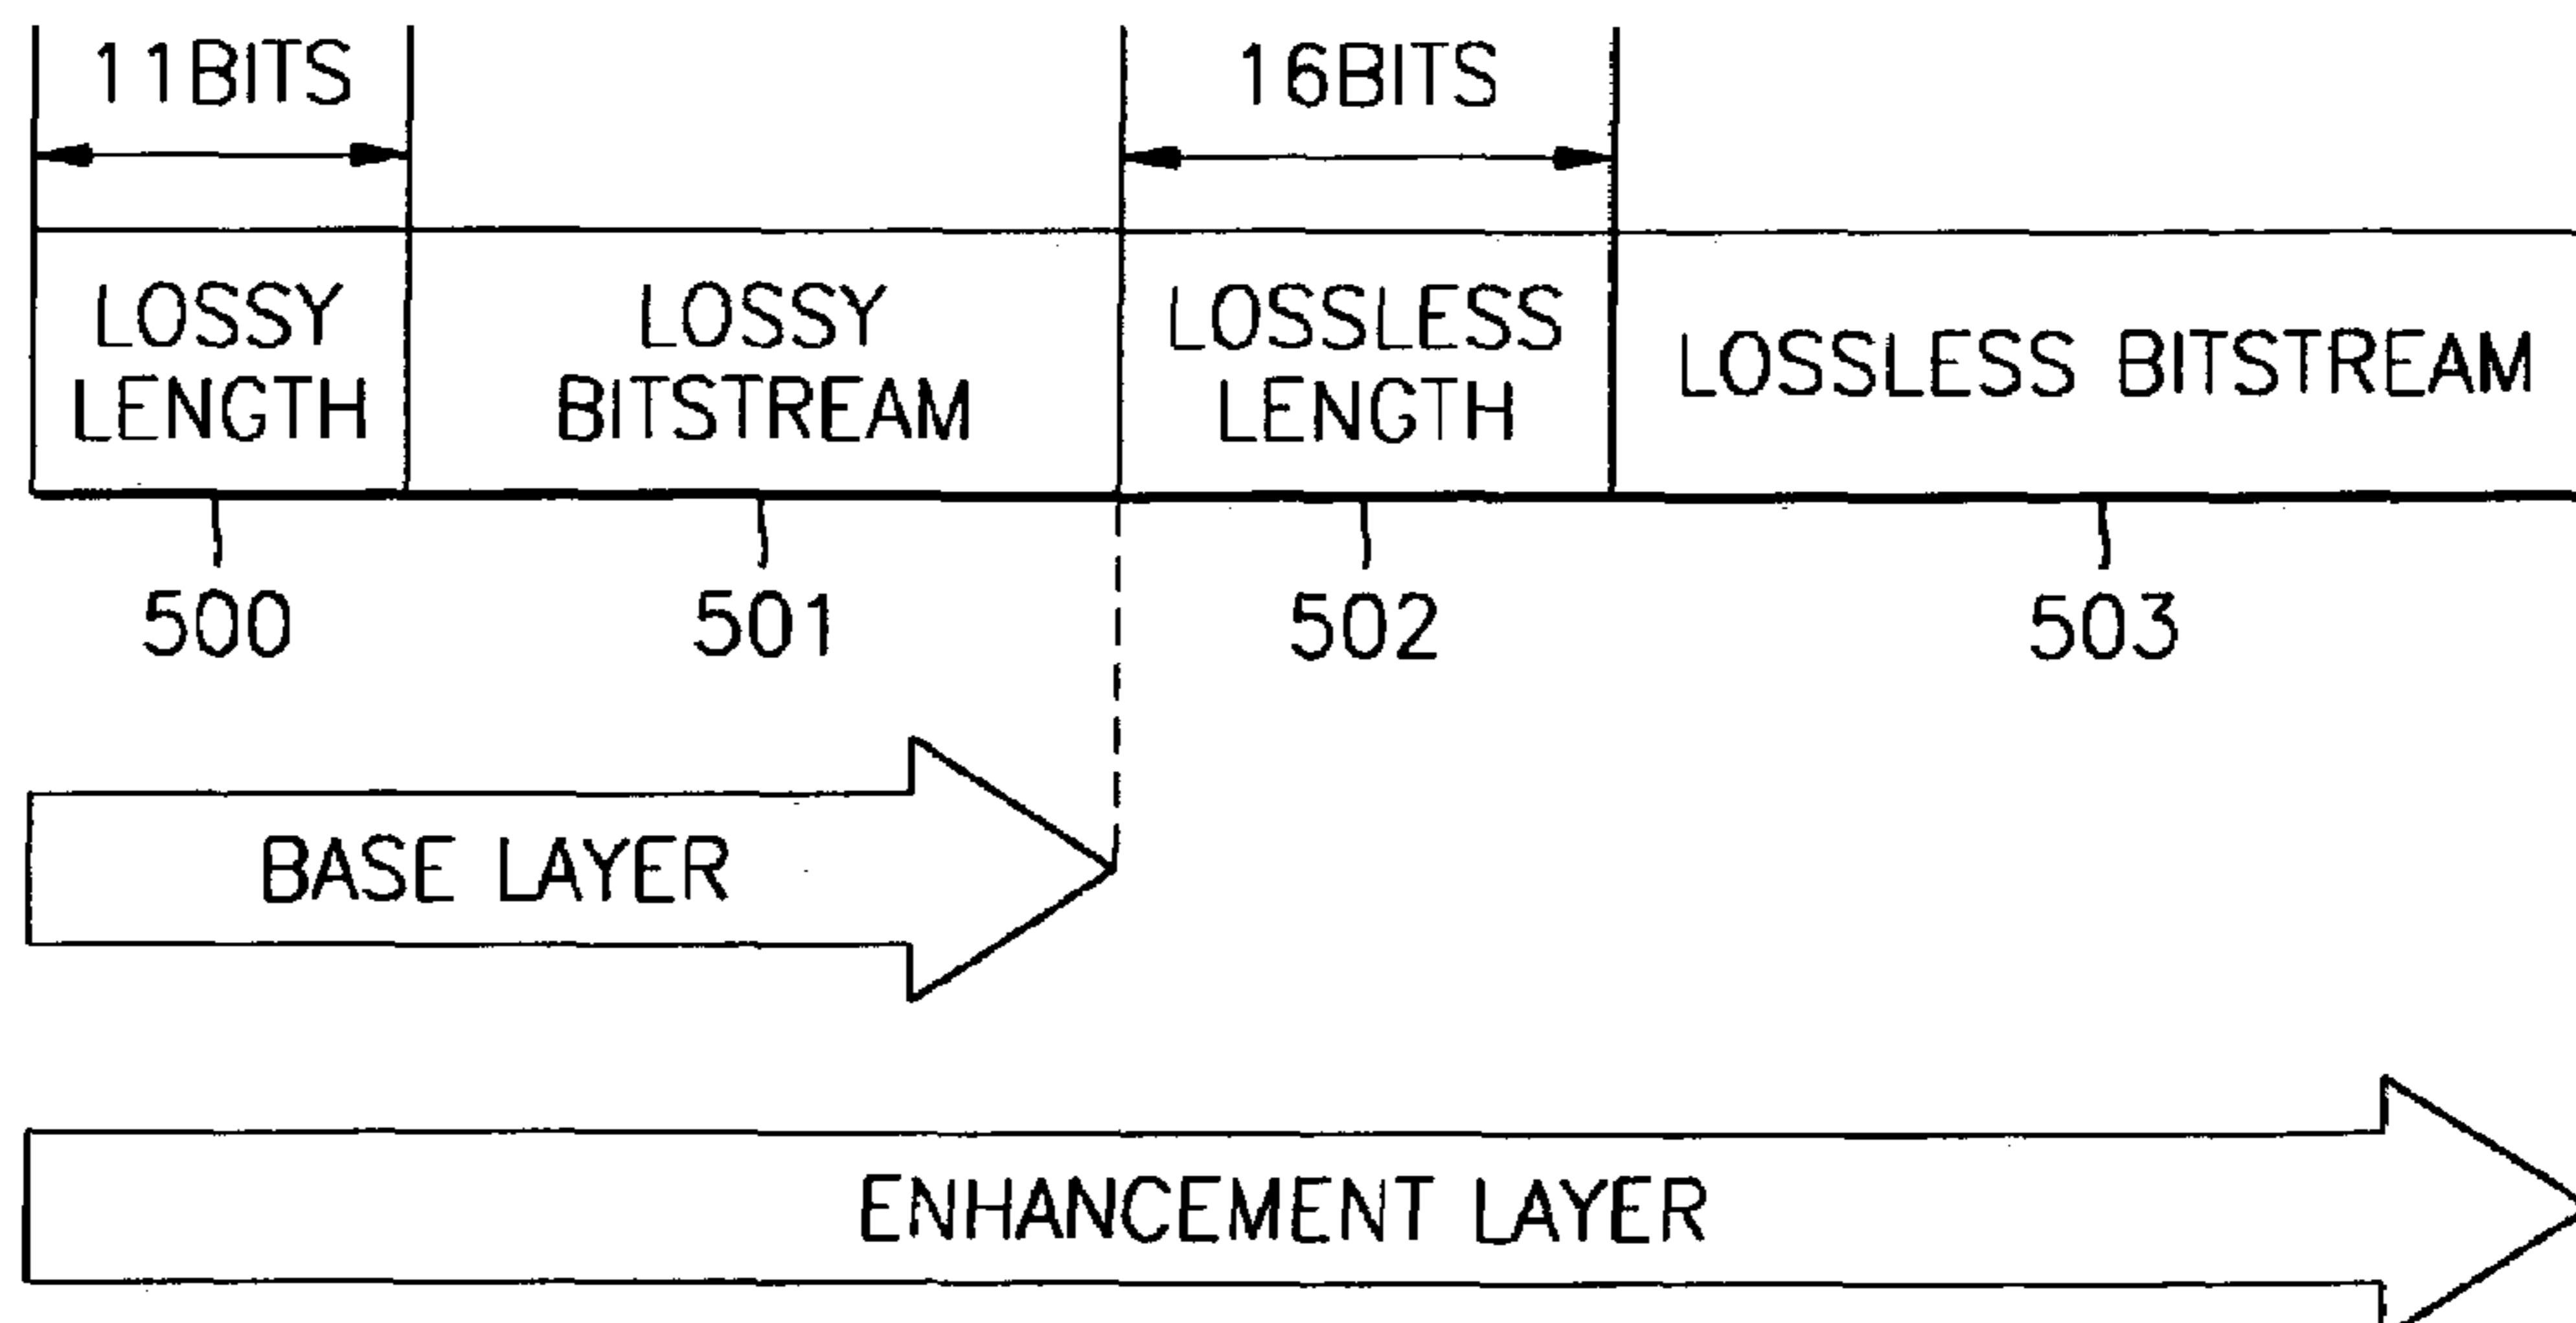 11BITS
16BITS
LOSSY
LENGTH
LOSSY
BITSTREAM
LOSSLESS
LENGTH
LOSSLESS BITSTREAM
500
501
502
503
BASE LAYER
ENHANCEMENT LAYER